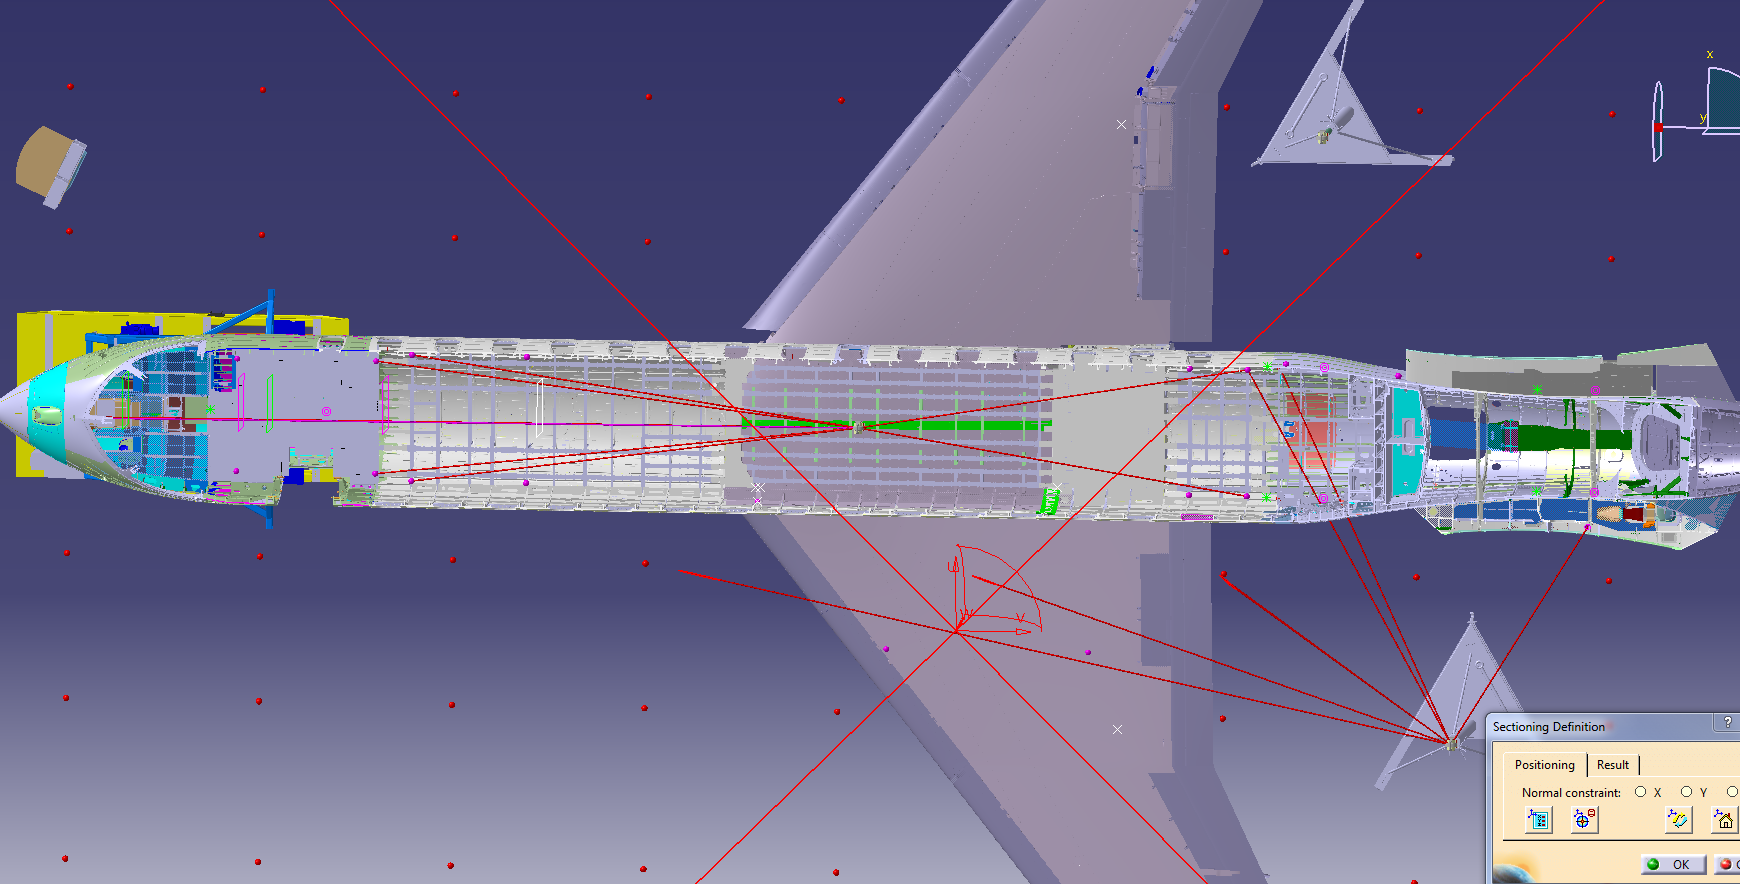 x
y
U
W
V
Sectioning Definition
?
Positioning
Result
Normal constraint:
X
Y
OK